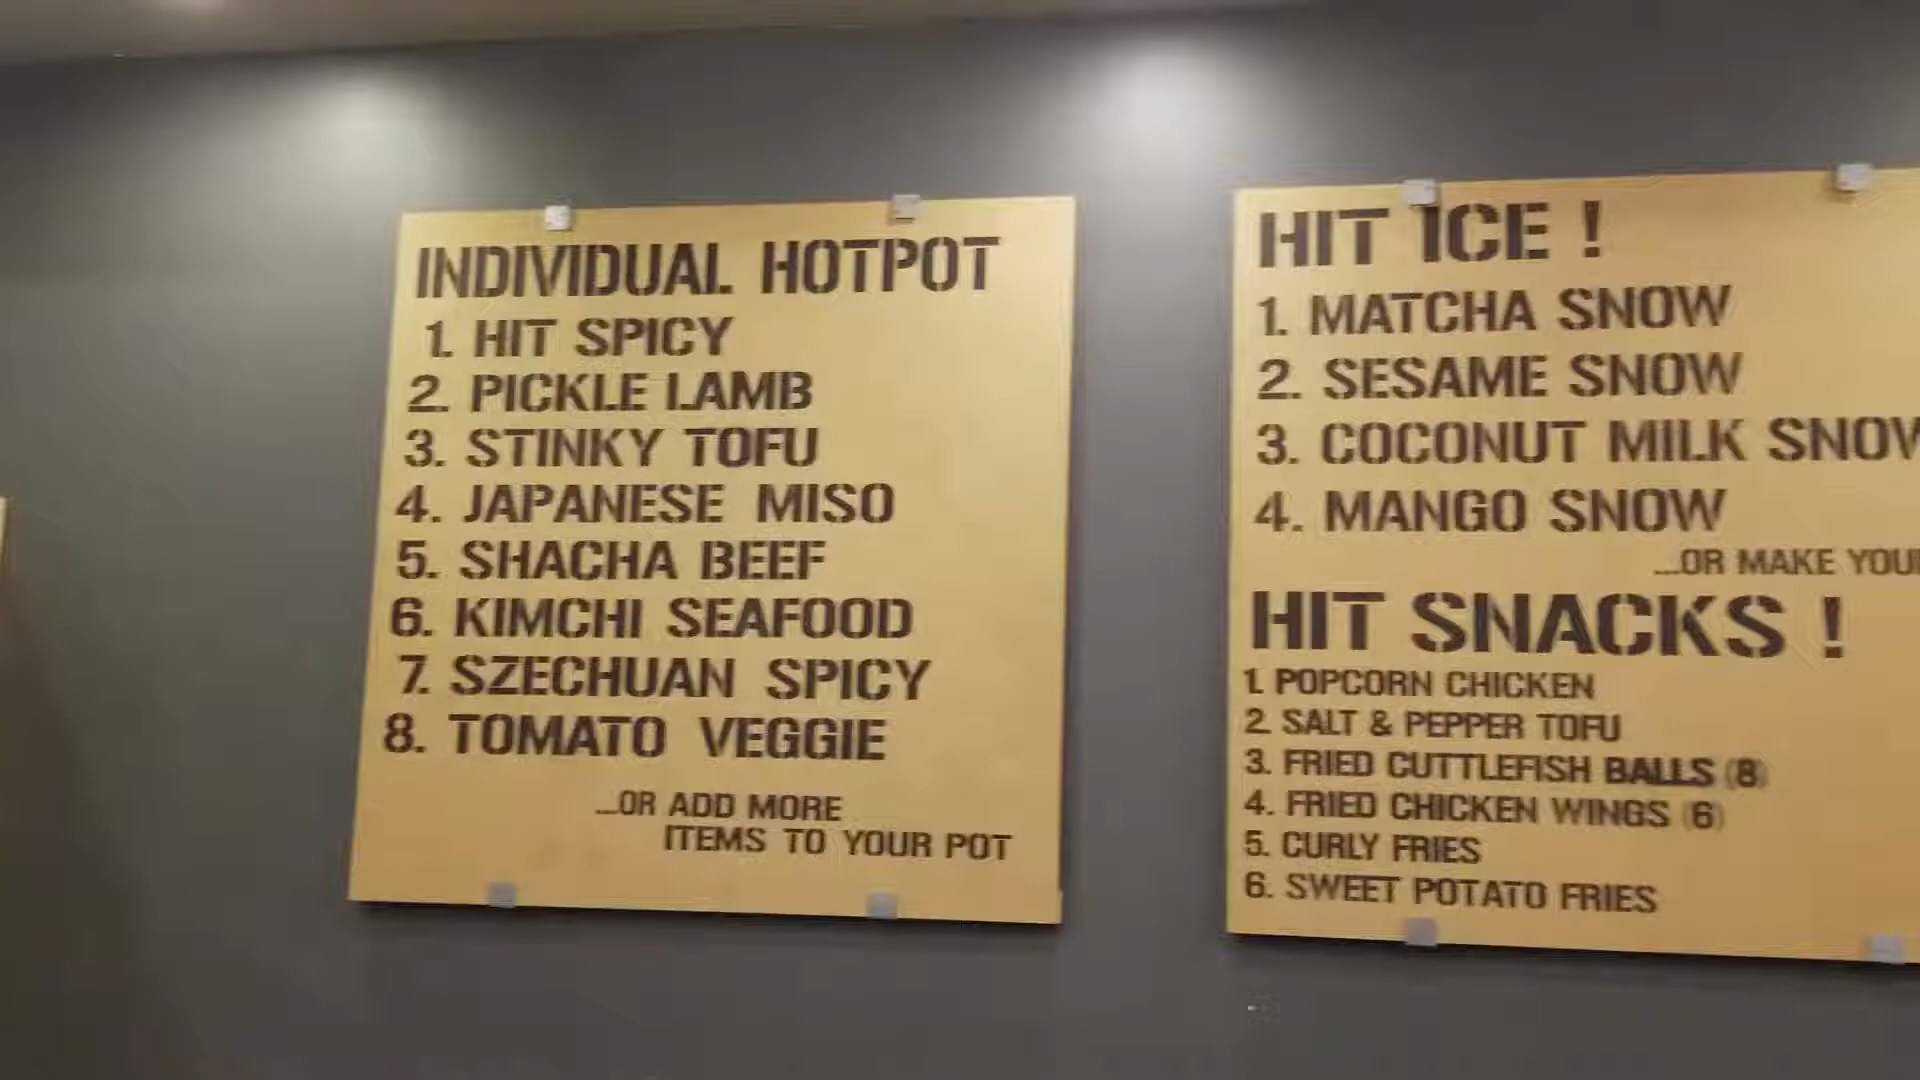 INDIVIDUAL HOTPOT
1. HIT SPICY
2. PICKLE LAMB
3. STINKY TOFU
4. JAPANESE MISO
5. SHACHA BEEF
6. KIMCHI SEAFOOD
7. SZECHUAN SPICY
8. TOMATO VEGGIE
...OR ADD MORE
ITEMS TO YOUR POT
HIT ICE !
1. MATCHA SNOW
2. SESAME SNOW
3. COCONUT MILK SNOW
4. MANGO SNOW
...OR MAKE YOUR
HIT SNACKS !
1. POPCORN CHICKEN
2. SALT & PEPPER TOFU
3. FRIED CUTTLEFISH BALLS (8)
4. FRIED CHICKEN WINGS (6)
5. CURLY FRIES
6. SWEET POTATO FRIES